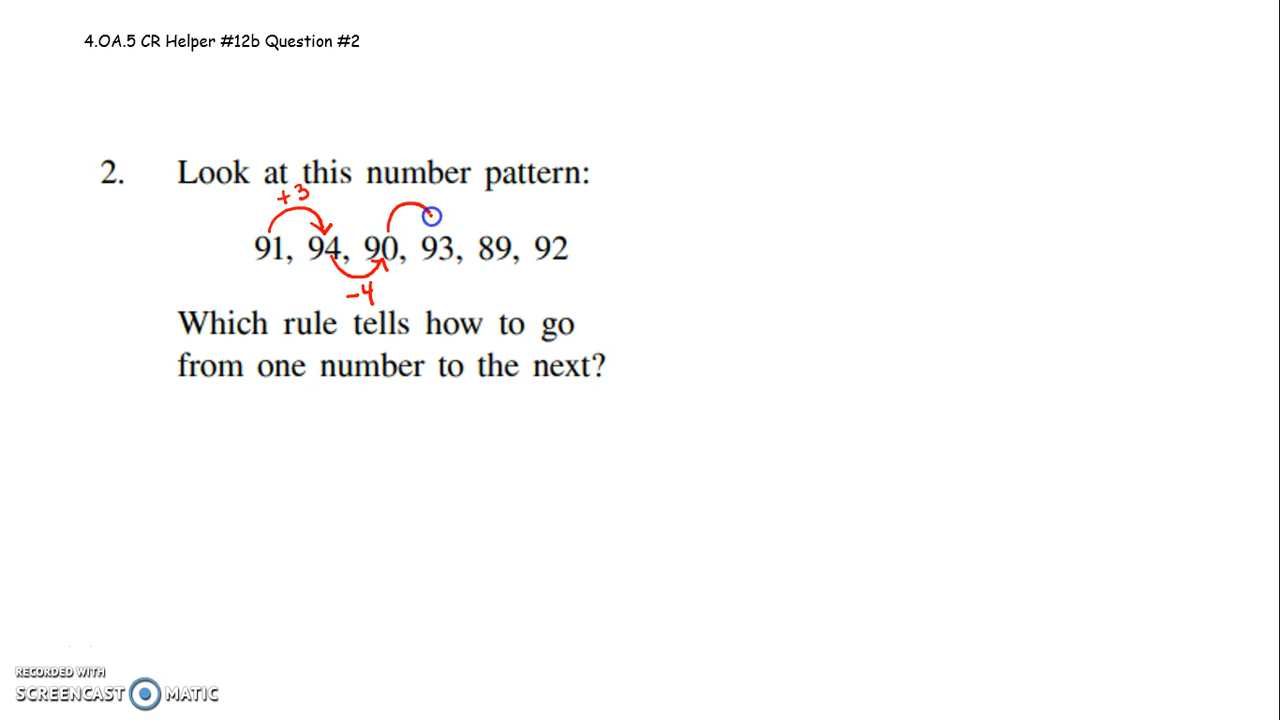 4.OA.5 CR Helper #12b Question #2
2. Look at this number pattern:
+3
91, 94, 90, 93, 89, 92
-4
Which rule tells how to go
from one number to the next?
RECORDED WITH
SCREENCAST MATIC